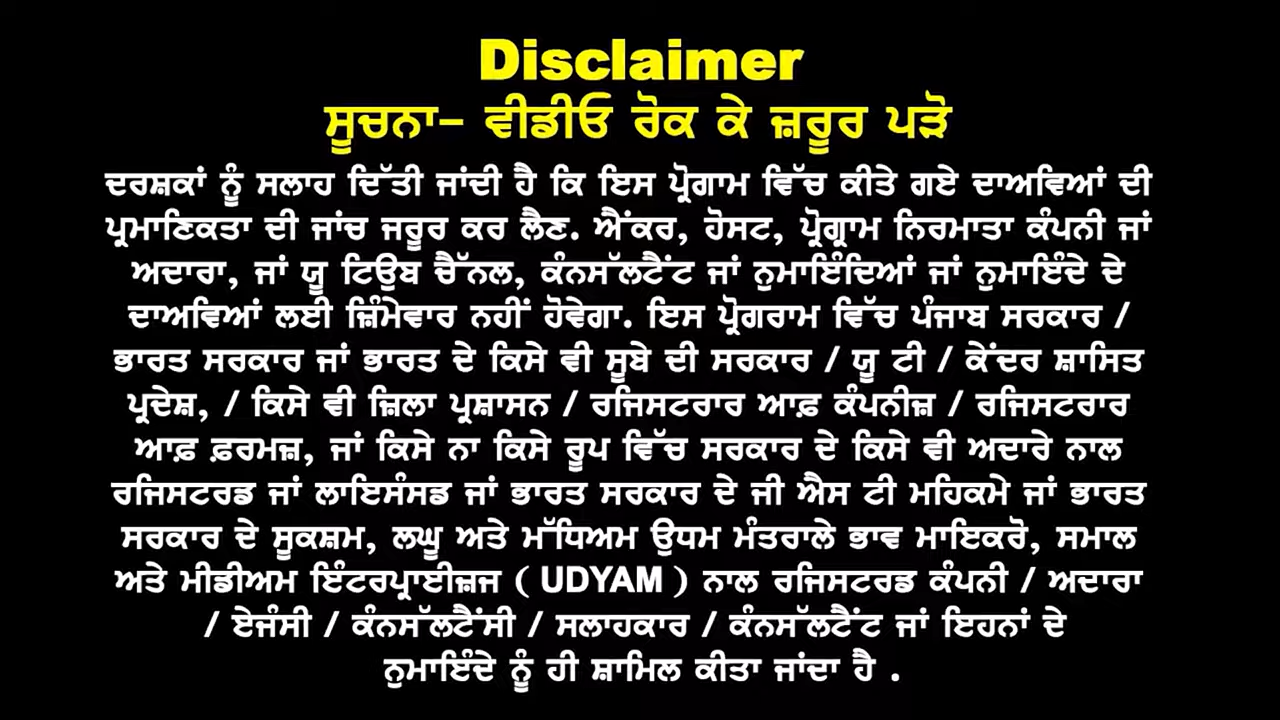 Disclaimer
ਸੂਚਨਾ- ਵੀਡੀਓ ਰੋਕ ਕੇ ਜ਼ਰੂਰ ਪੜੋ
ਦਰਸ਼ਕਾਂ ਨੂੰ ਸਲਾਹ ਦਿੱਤੀ ਜਾਂਦੀ ਹੈ ਕਿ ਇਸ ਪ੍ਰੋਗਾਮ ਵਿੱਚ ਕੀਤੇ ਗਏ ਦਾਅਵਿਆਂ ਦੀ
ਪ੍ਰਮਾਣਿਕਤਾ ਦੀ ਜਾਂਚ ਜਰੂਰ ਕਰ ਲੈਣ. ਐਂਕਰ, ਹੋਸਟ, ਪ੍ਰੋਗ੍ਰਾਮ ਨਿਰਮਾਤਾ ਕੰਪਨੀ ਜਾਂ
ਅਦਾਰਾ, ਜਾਂ ਯੂ ਟਿਉਬ ਚੈੱਨਲ, ਕੰਨਸੱਲਟੈਂਟ ਜਾਂ ਨੁਮਾਇੰਦਿਆਂ ਜਾਂ ਨੁਮਾਇੰਦੇ ਦੇ
ਦਾਅਵਿਆਂ ਲਈ ਜ਼ਿੰਮੇਵਾਰ ਨਹੀਂ ਹੋਵੇਗਾ. ਇਸ ਪ੍ਰੋਗਰਾਮ ਵਿੱਚ ਪੰਜਾਬ ਸਰਕਾਰ /
ਭਾਰਤ ਸਰਕਾਰ ਜਾਂ ਭਾਰਤ ਦੇ ਕਿਸੇ ਵੀ ਸੂਬੇ ਦੀ ਸਰਕਾਰ / ਯੂ ਟੀ / ਕੇਂਦਰ ਸ਼ਾਸਿਤ
ਪ੍ਰਦੇਸ਼, / ਕਿਸੇ ਵੀ ਜ਼ਿਲਾ ਪ੍ਰਸ਼ਾਸਨ / ਰਜਿਸਟਰਾਰ ਆਫ਼ ਕੰਪਨੀਜ਼ / ਰਜਿਸਟਰਾਰ
ਆਫ਼ ਫ਼ਰਮਜ਼, ਜਾਂ ਕਿਸੇ ਨਾ ਕਿਸੇ ਰੂਪ ਵਿੱਚ ਸਰਕਾਰ ਦੇ ਕਿਸੇ ਵੀ ਅਦਾਰੇ ਨਾਲ
ਰਜਿਸਟਰਡ ਜਾਂ ਲਾਇਸੰਸਡ ਜਾਂ ਭਾਰਤ ਸਰਕਾਰ ਦੇ ਜੀ ਐਸ ਟੀ ਮਹਿਕਮੇ ਜਾਂ ਭਾਰਤ
ਸਰਕਾਰ ਦੇ ਸੂਕਸ਼ਮ, ਲਘੂ ਅਤੇ ਮੱਧਿਅਮ ਉਧਮ ਮੰਤਰਾਲੇ ਭਾਵ ਮਾਇਕਰੋ, ਸਮਾਲ
ਅਤੇ ਮੀਡੀਅਮ ਇੰਟਰਪ੍ਰਾਈਜ਼ਜ ( UDYAM ) ਨਾਲ ਰਜਿਸਟਰਡ ਕੰਪਨੀ / ਅਦਾਰਾ
/ ਏਜੰਸੀ / ਕੰਨਸੱਲਟੈਂਸੀ / ਸਲਾਹਕਾਰ / ਕੰਨਸੱਲਟੈਂਟ ਜਾਂ ਇਹਨਾਂ ਦੇ
ਨੁਮਾਇੰਦੇ ਨੂੰ ਹੀ ਸ਼ਾਮਿਲ ਕੀਤਾ ਜਾਂਦਾ ਹੈ .